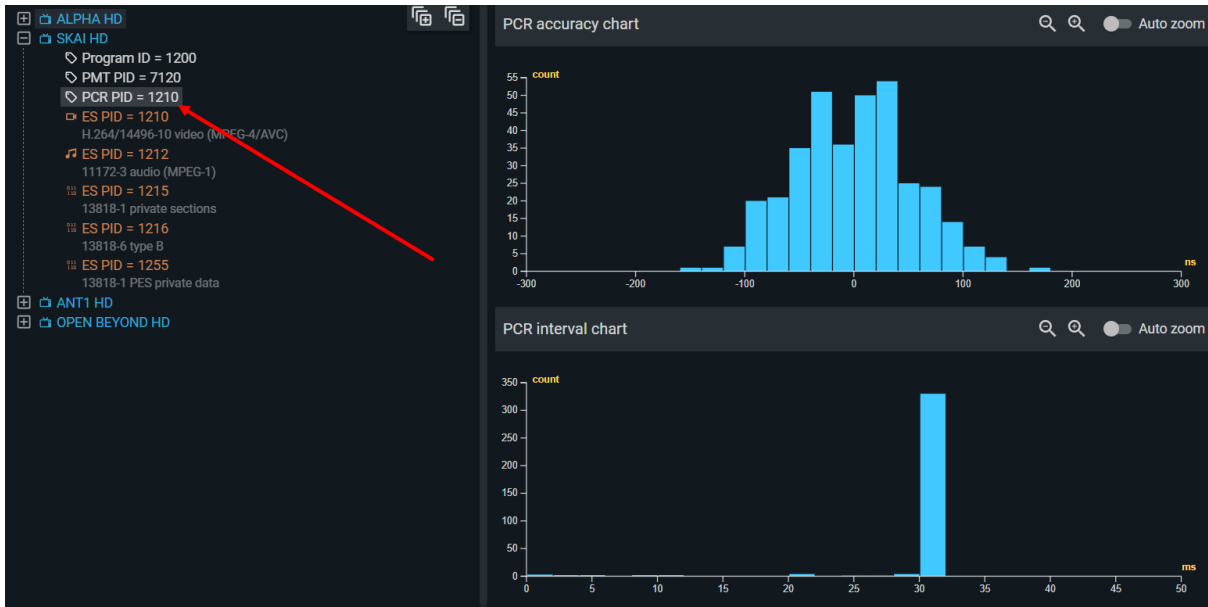 ALPHA HD
SKAI HD
Program ID = 1200
PMT PID = 7120
PCR PID = 1210
ES PID = 1210
H.264/14496-10 video (MPEG-4/AVC)
ES PID = 1212
11172-3 audio (MPEG-1)
ES PID = 1215
13818-1 private sections
ES PID = 1216
13818-6 type B
ES PID = 1255
13818-1 PES private data
ANT1 HD
OPEN BEYOND HD
PCR accuracy chart
Auto zoom
count
55
50
45
40
35
30
25
20
15
10
5
0
ns
-300 -200 -100 0 100 200 300
PCR interval chart
Auto zoom
count
350
300
250
200
150
100
50
0
ms
0 5 10 15 20 25 30 35 40 45 50